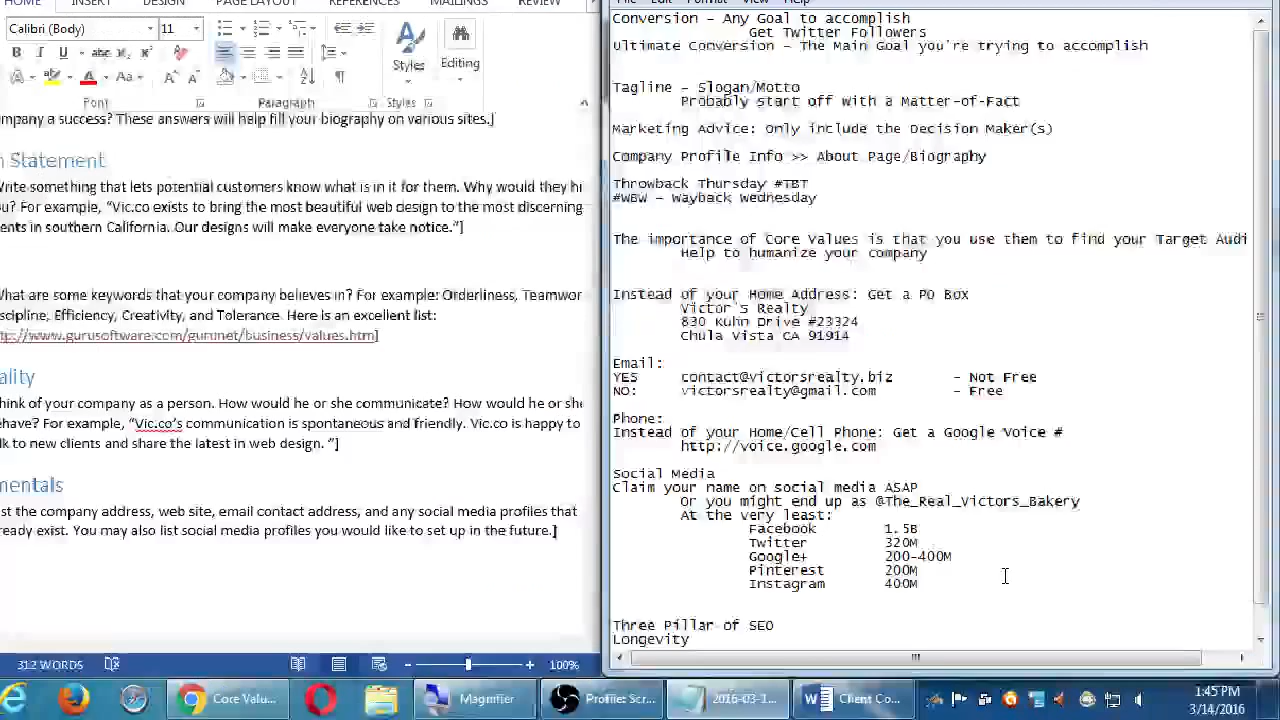 HOME INSERT DESIGN PAGE LAYOUT REFERENCES MAILINGS REVIEW
Calibri (Body) 11
B I U abc x₂ x²
A ab A Aa A A
Styles
Editing
Font Paragraph Styles
mpany a success? These answers will help fill your biography on various sites.]
n Statement
Write something that lets potential customers know what is in it for them. Why would they hi
u? For example, “Vic.co exists to bring the most beautiful web design to the most discerning
ents in southern California. Our designs will make everyone take notice.”]
What are some keywords that your company believes in? For example: Orderliness, Teamwor
scipline, Efficiency, Creativity, and Tolerance. Here is an excellent list:
tp://www.gurusoftware.com/gurunet/business/values.htm]
ality
hink of your company as a person. How would he or she communicate? How would he or she
ehave? For example, “Vic.co’s communication is spontaneous and friendly. Vic.co is happy to
lk to new clients and share the latest in web design. ”]
mentals
st the company address, web site, email contact address, and any social media profiles that
ready exist. You may also list social media profiles you would like to set up in the future.]
312 WORDS
100%
File Edit Format View Help
Conversion - Any Goal to accomplish
Get Twitter Followers
Ultimate Conversion - The Main Goal you're trying to accomplish
Tagline - Slogan/Motto
Probably start off with a Matter-of-Fact
Marketing Advice: Only include the Decision Maker(s)
Company Profile Info >> About Page/Biography
Throwback Thursday #TBT
#WBW - Wayback Wednesday
The importance of Core Values is that you use them to find your Target Audi
Help to humanize your company
Instead of your Home Address: Get a PO Box
Victor's Realty
830 Kuhn Drive #23324
Chula Vista CA 91914
Email:
YES contact@victorsrealty.biz - Not Free
NO: victorsrealty@gmail.com - Free
Phone:
Instead of your Home/Cell Phone: Get a Google Voice #
http://voice.google.com
Social Media
Claim your name on social media ASAP
Or you might end up as @The_Real_Victors_Bakery
At the very least:
Facebook 1.5B
Twitter 320M
Google+ 200-400M
Pinterest 200M
Instagram 400M
Three Pillar of SEO
Longevity
Core Valu...
Magnifier
Profiles Scr...
2016-03-1...
Client Co...
1:45 PM
3/14/2016